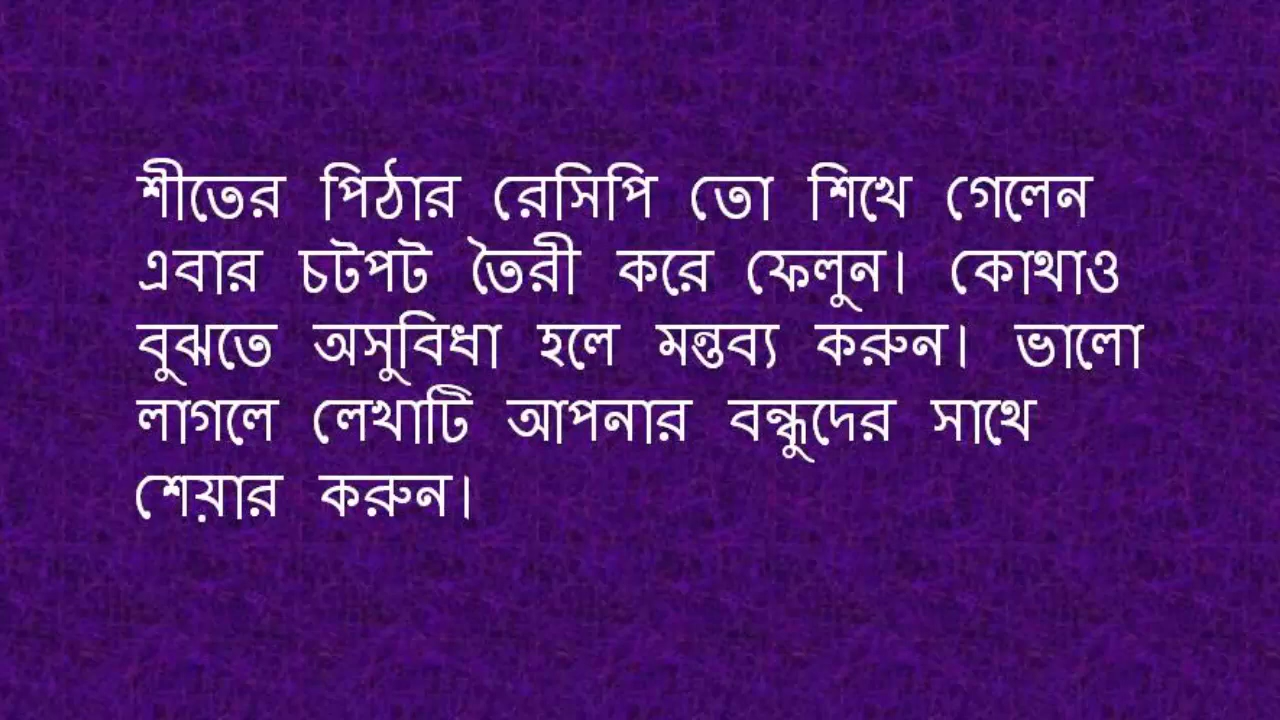 শীতের পিঠার রেসিপি তো শিখে গেলেন
এবার চটপট তৈরী করে ফেলুন। কোথাও
বুঝতে অসুবিধা হলে মন্তব্য করুন। ভালো
লাগলে লেখাটি আপনার বন্ধুদের সাথে
শেয়ার করুন।